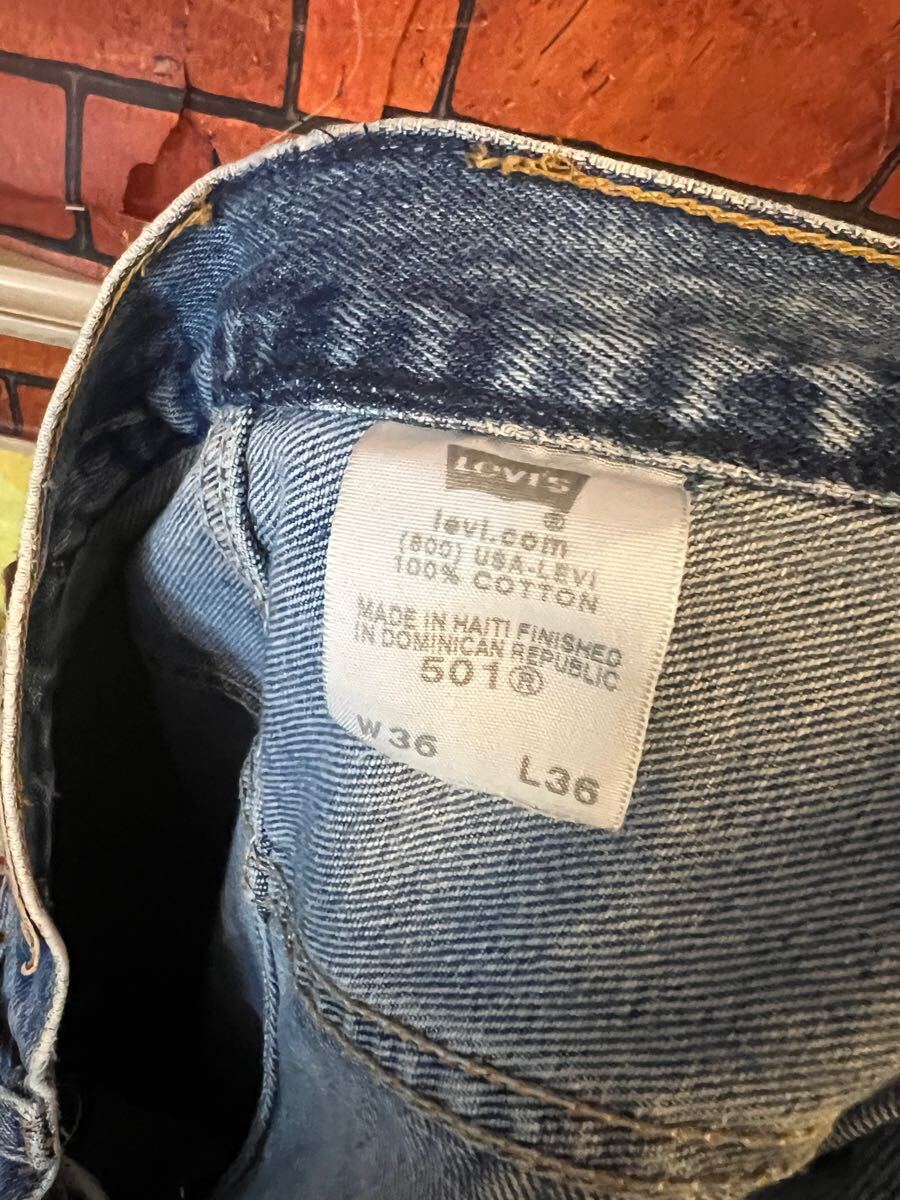 Levi's
®
levi.com
(800) USA-LEVI
100% COTTON
MADE IN HAITI FINISHED
IN DOMINICAN REPUBLIC
501®
W36 L36